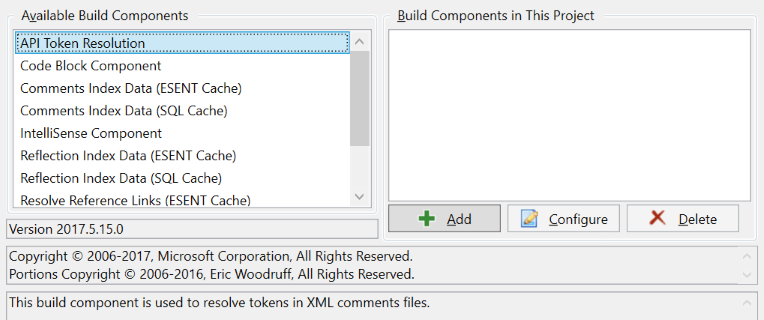 Available Build Components
API Token Resolution
Code Block Component
Comments Index Data (ESENT Cache)
Comments Index Data (SQL Cache)
IntelliSense Component
Reflection Index Data (ESENT Cache)
Reflection Index Data (SQL Cache)
Resolve Reference Links (ESENT Cache)
Version 2017.5.15.0
Build Components in This Project
Add
Configure
Delete
Copyright © 2006-2017, Microsoft Corporation, All Rights Reserved.
Portions Copyright © 2006-2016, Eric Woodruff, All Rights Reserved.
This build component is used to resolve tokens in XML comments files.